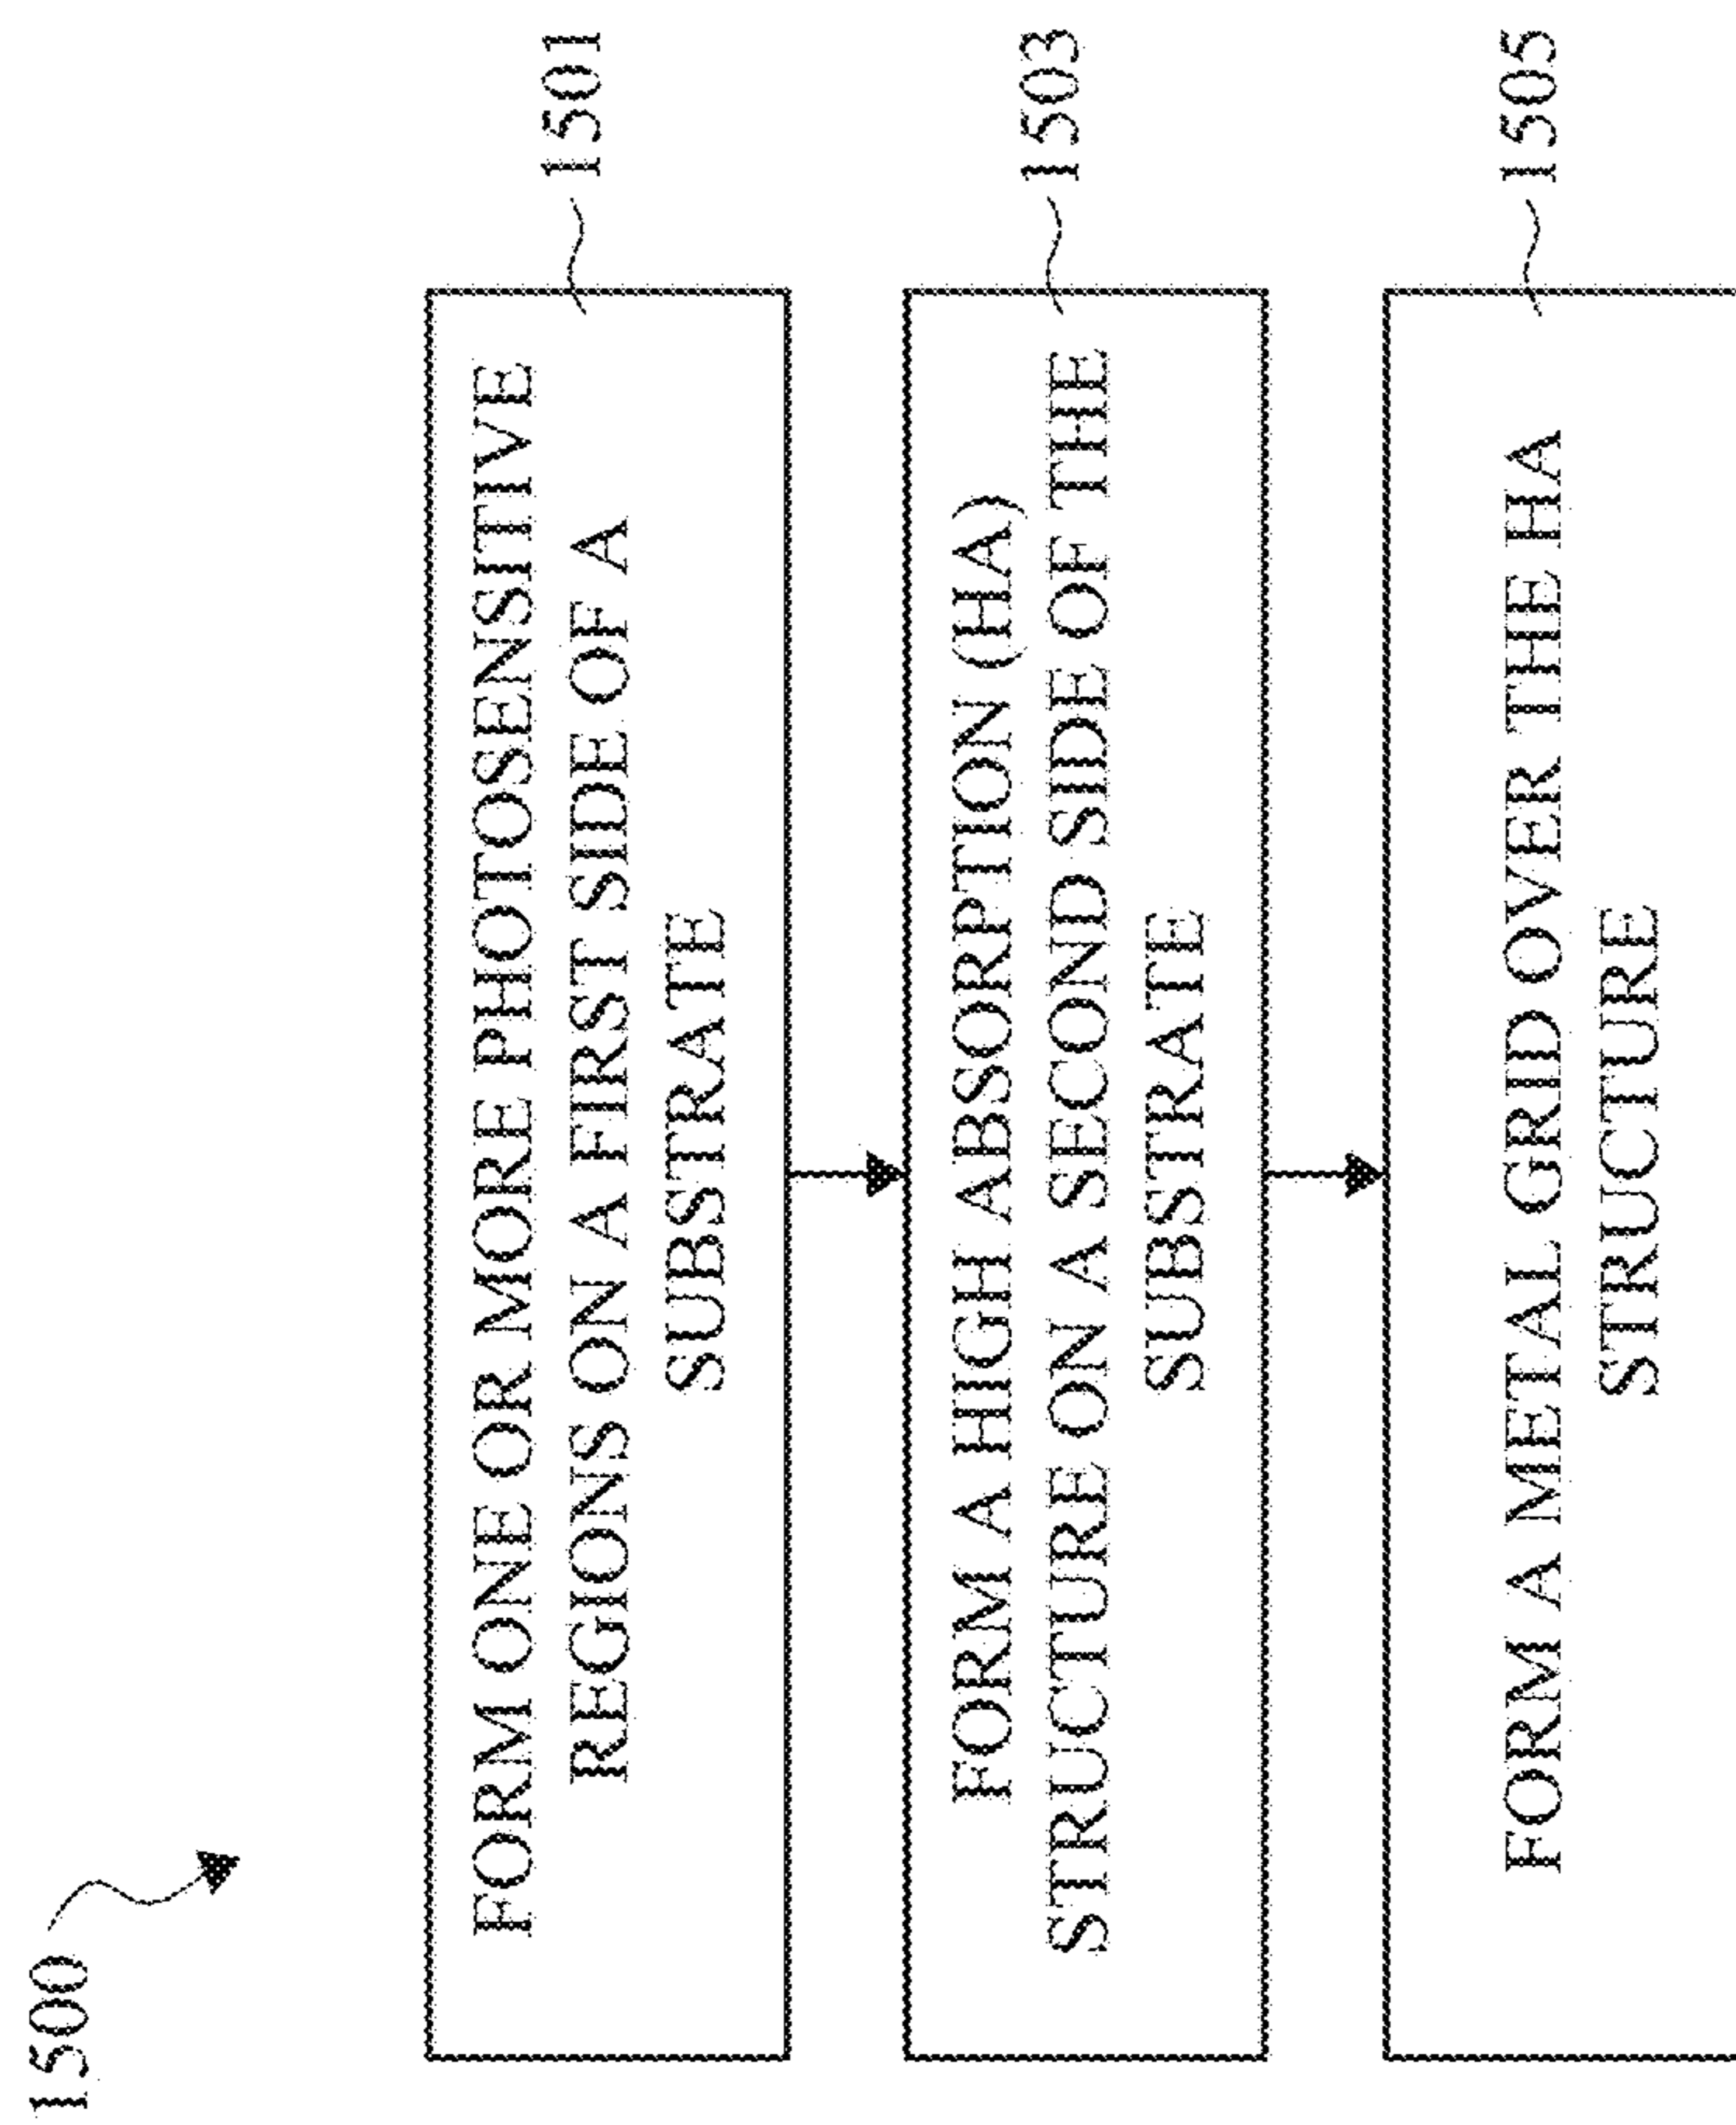 1500
FORM ONE OR MORE PHOTOSENSITIVE
REGIONS ON A FIRST SIDE OF A
SUBSTRATE
1501
FORM A HIGH ABSORPTION (HA)
STRUCTURE ON A SECOND SIDE OF THE
SUBSTRATE
1503
FORM A METAL GRID OVER THE HA
STRUCTURE
1505